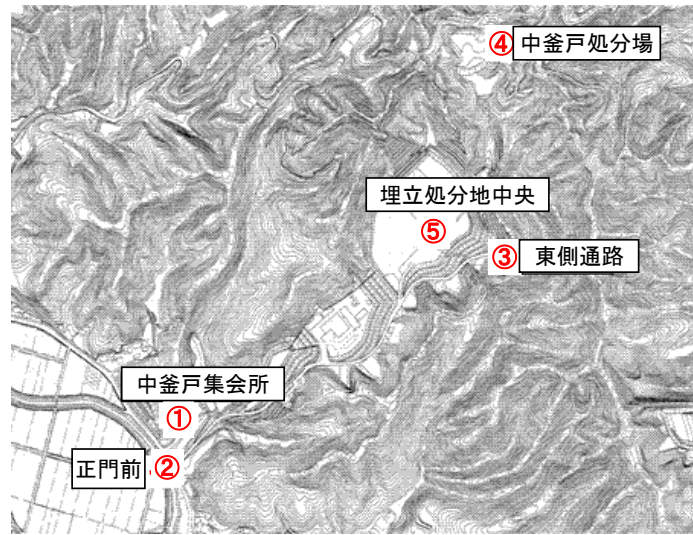 ④ 中釜戸処分場
埋立処分地中央
⑤
③ 東側通路
中釜戸集会所
①
正門前 ②